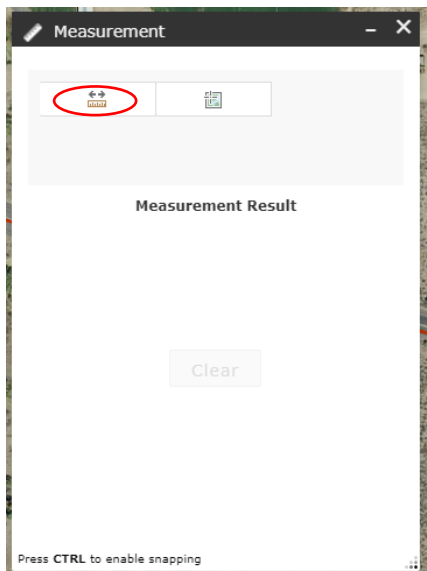 Measurement
Measurement Result
Clear
Press CTRL to enable snapping